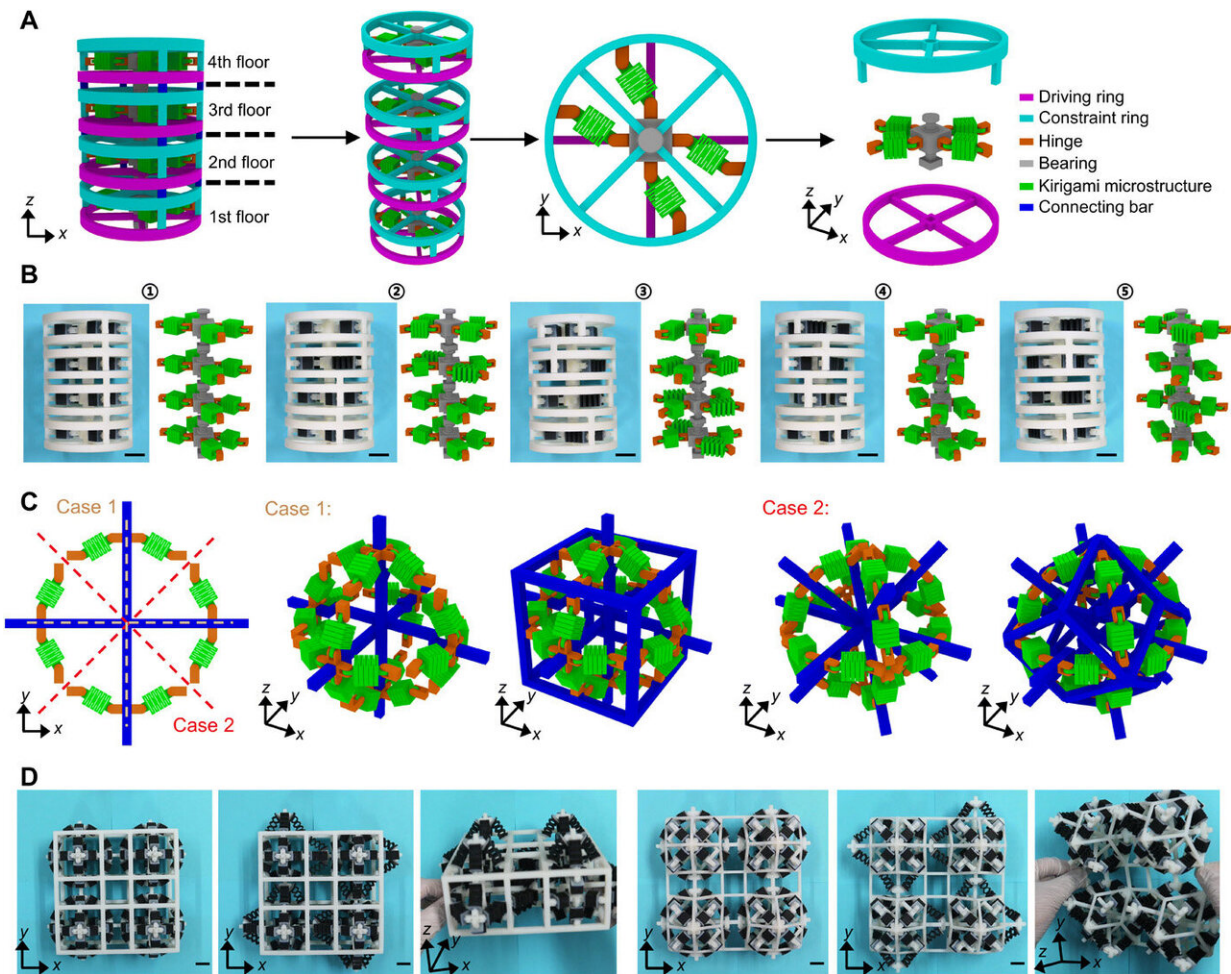 A
4th floor
3rd floor
2nd floor
1st floor
z
x
y
x
z
y
x
Driving ring
Constraint ring
Hinge
Bearing
Kirigami microstructure
Connecting bar
B
①
②
③
④
⑤
C
Case 1
Case 2
y
x
Case 1:
z
y
x
z
y
x
Case 2:
z
y
x
z
y
x
D
y
x
y
x
z
y
x
y
x
y
x
z
y
x